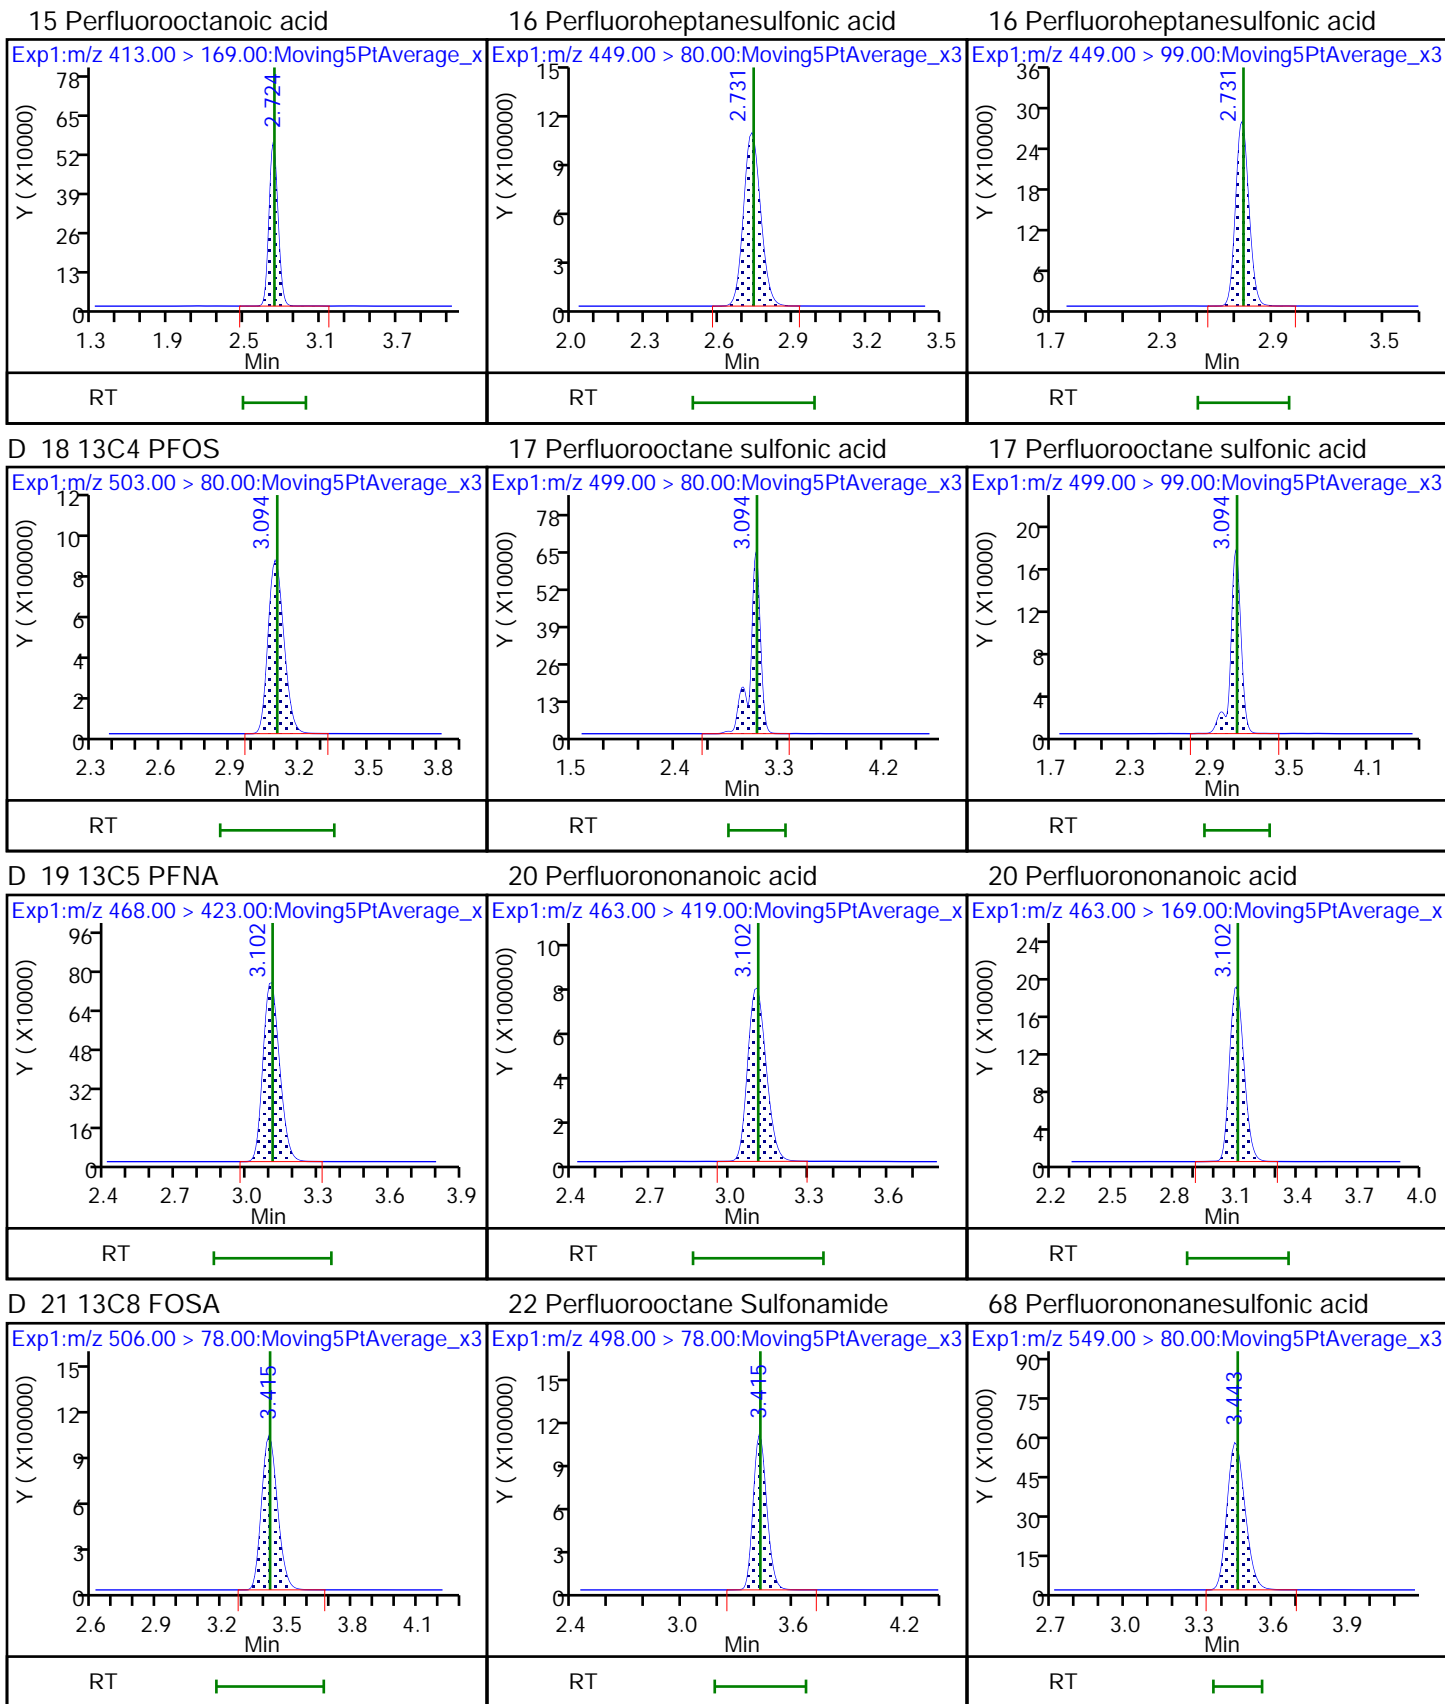 15 Perfluorooctanoic acid
16 Perfluoroheptanesulfonic acid
16 Perfluoroheptanesulfonic acid
Exp1:m/z 413.00 > 169.00:Moving5PtAverage_x
Y ( X10000)
78
65
52
39
26
13
0
2.724
1.3 1.9 2.5 3.1 3.7
Min
RT
Exp1:m/z 449.00 > 80.00:Moving5PtAverage_x3
Y ( X100000)
15
12
9
6
3
0
2.731
2.0 2.3 2.6 2.9 3.2 3.5
Min
RT
Exp1:m/z 449.00 > 99.00:Moving5PtAverage_x3
Y ( X10000)
36
30
24
18
12
6
0
2.731
1.7 2.3 2.9 3.5
Min
RT
D 18 13C4 PFOS
17 Perfluorooctane sulfonic acid
17 Perfluorooctane sulfonic acid
Exp1:m/z 503.00 > 80.00:Moving5PtAverage_x3
Y ( X100000)
12
10
8
6
4
2
0
3.094
2.3 2.6 2.9 3.2 3.5 3.8
Min
RT
Exp1:m/z 499.00 > 80.00:Moving5PtAverage_x3
Y ( X10000)
78
65
52
39
26
13
0
3.094
1.5 2.4 3.3 4.2
Min
RT
Exp1:m/z 499.00 > 99.00:Moving5PtAverage_x3
Y ( X10000)
20
16
12
8
4
0
3.094
1.7 2.3 2.9 3.5 4.1
Min
RT
D 19 13C5 PFNA
20 Perfluorononanoic acid
20 Perfluorononanoic acid
Exp1:m/z 468.00 > 423.00:Moving5PtAverage_x
Y ( X10000)
96
80
64
48
32
16
0
3.102
2.4 2.7 3.0 3.3 3.6 3.9
Min
RT
Exp1:m/z 463.00 > 419.00:Moving5PtAverage_x
Y ( X100000)
10
8
6
4
2
0
3.102
2.4 2.7 3.0 3.3 3.6
Min
RT
Exp1:m/z 463.00 > 169.00:Moving5PtAverage_x
Y ( X10000)
24
20
16
12
8
4
0
3.102
2.2 2.5 2.8 3.1 3.4 3.7 4.0
Min
RT
D 21 13C8 FOSA
22 Perfluorooctane Sulfonamide
68 Perfluorononanesulfonic acid
Exp1:m/z 506.00 > 78.00:Moving5PtAverage_x3
Y ( X100000)
15
12
9
6
3
0
3.415
2.6 2.9 3.2 3.5 3.8 4.1
Min
RT
Exp1:m/z 498.00 > 78.00:Moving5PtAverage_x3
Y ( X100000)
15
12
9
6
3
0
3.415
2.4 3.0 3.6 4.2
Min
RT
Exp1:m/z 549.00 > 80.00:Moving5PtAverage_x3
Y ( X10000)
90
75
60
45
30
15
0
3.443
2.7 3.0 3.3 3.6 3.9
Min
RT